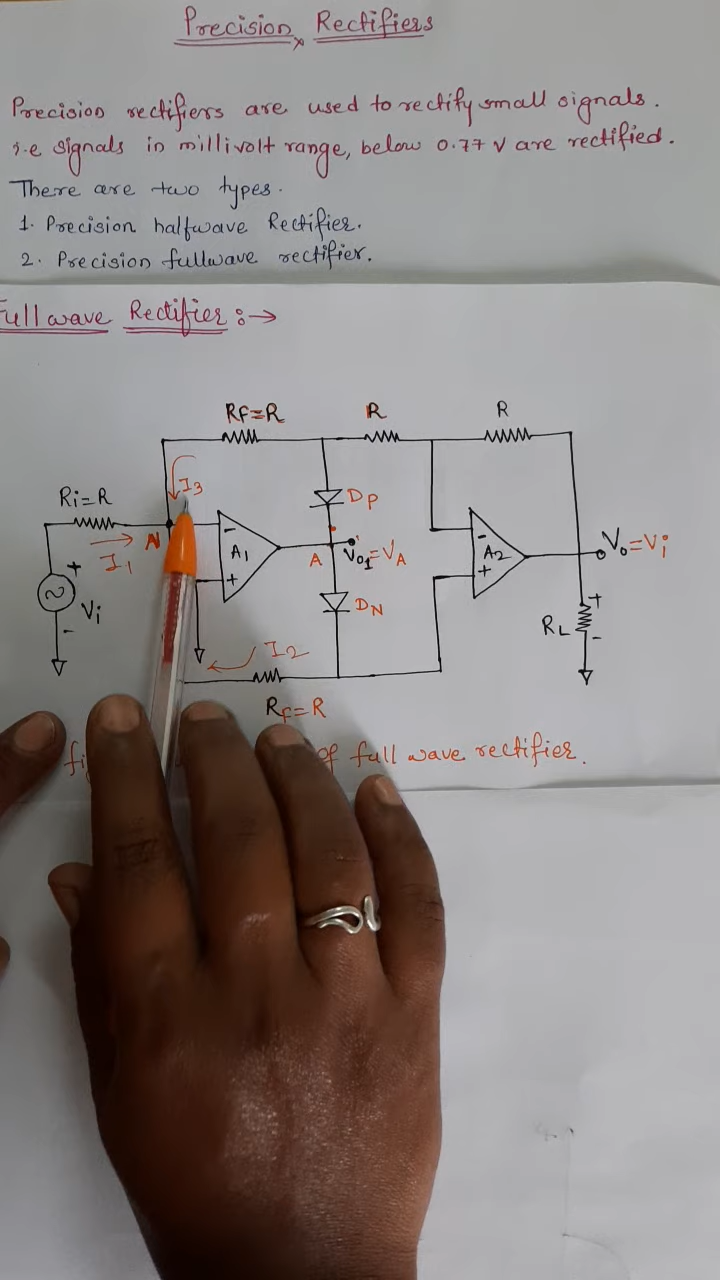 Precision Rectifiers
Precision rectifiers are used to rectify small signals.
i.e signals in millivolt range, below 0.77 V are rectified.
There are two types.
1. Precision halfwave Rectifier.
2. Precision fullwave rectifier.
Full wave Rectifier :→
RF=R R R
Ri=R I3 DP
N I1 - A1 + A V01=VA - A2 + Vo=Vi
+ Vi - DN
RL + -
I2
RF=R
of full wave rectifier.